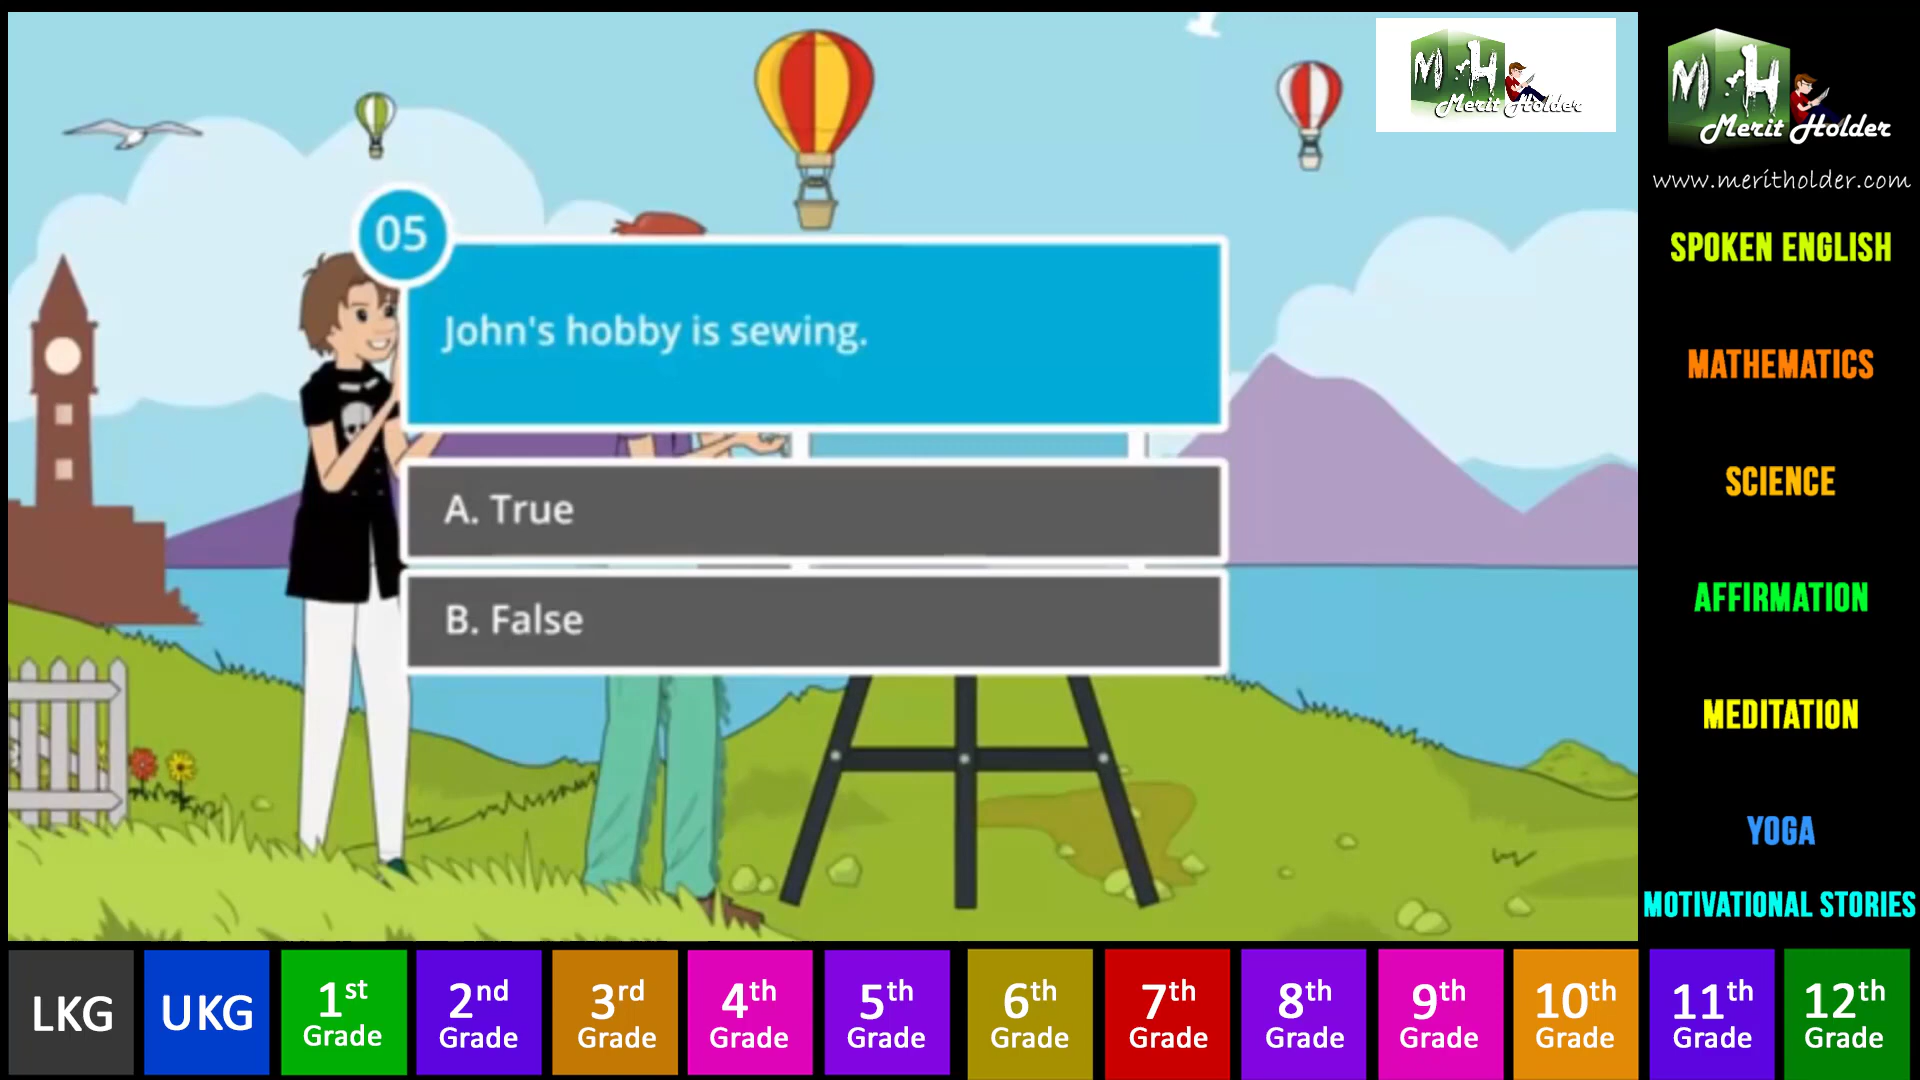 M H
Merit Holder
M H
Merit Holder
www.meritholder.com
05
John's hobby is sewing.
A. True
B. False
SPOKEN ENGLISH
MATHEMATICS
SCIENCE
AFFIRMATION
MEDITATION
YOGA
MOTIVATIONAL STORIES
LKG
UKG
1st Grade
2nd Grade
3rd Grade
4th Grade
5th Grade
6th Grade
7th Grade
8th Grade
9th Grade
10th Grade
11th Grade
12th Grade